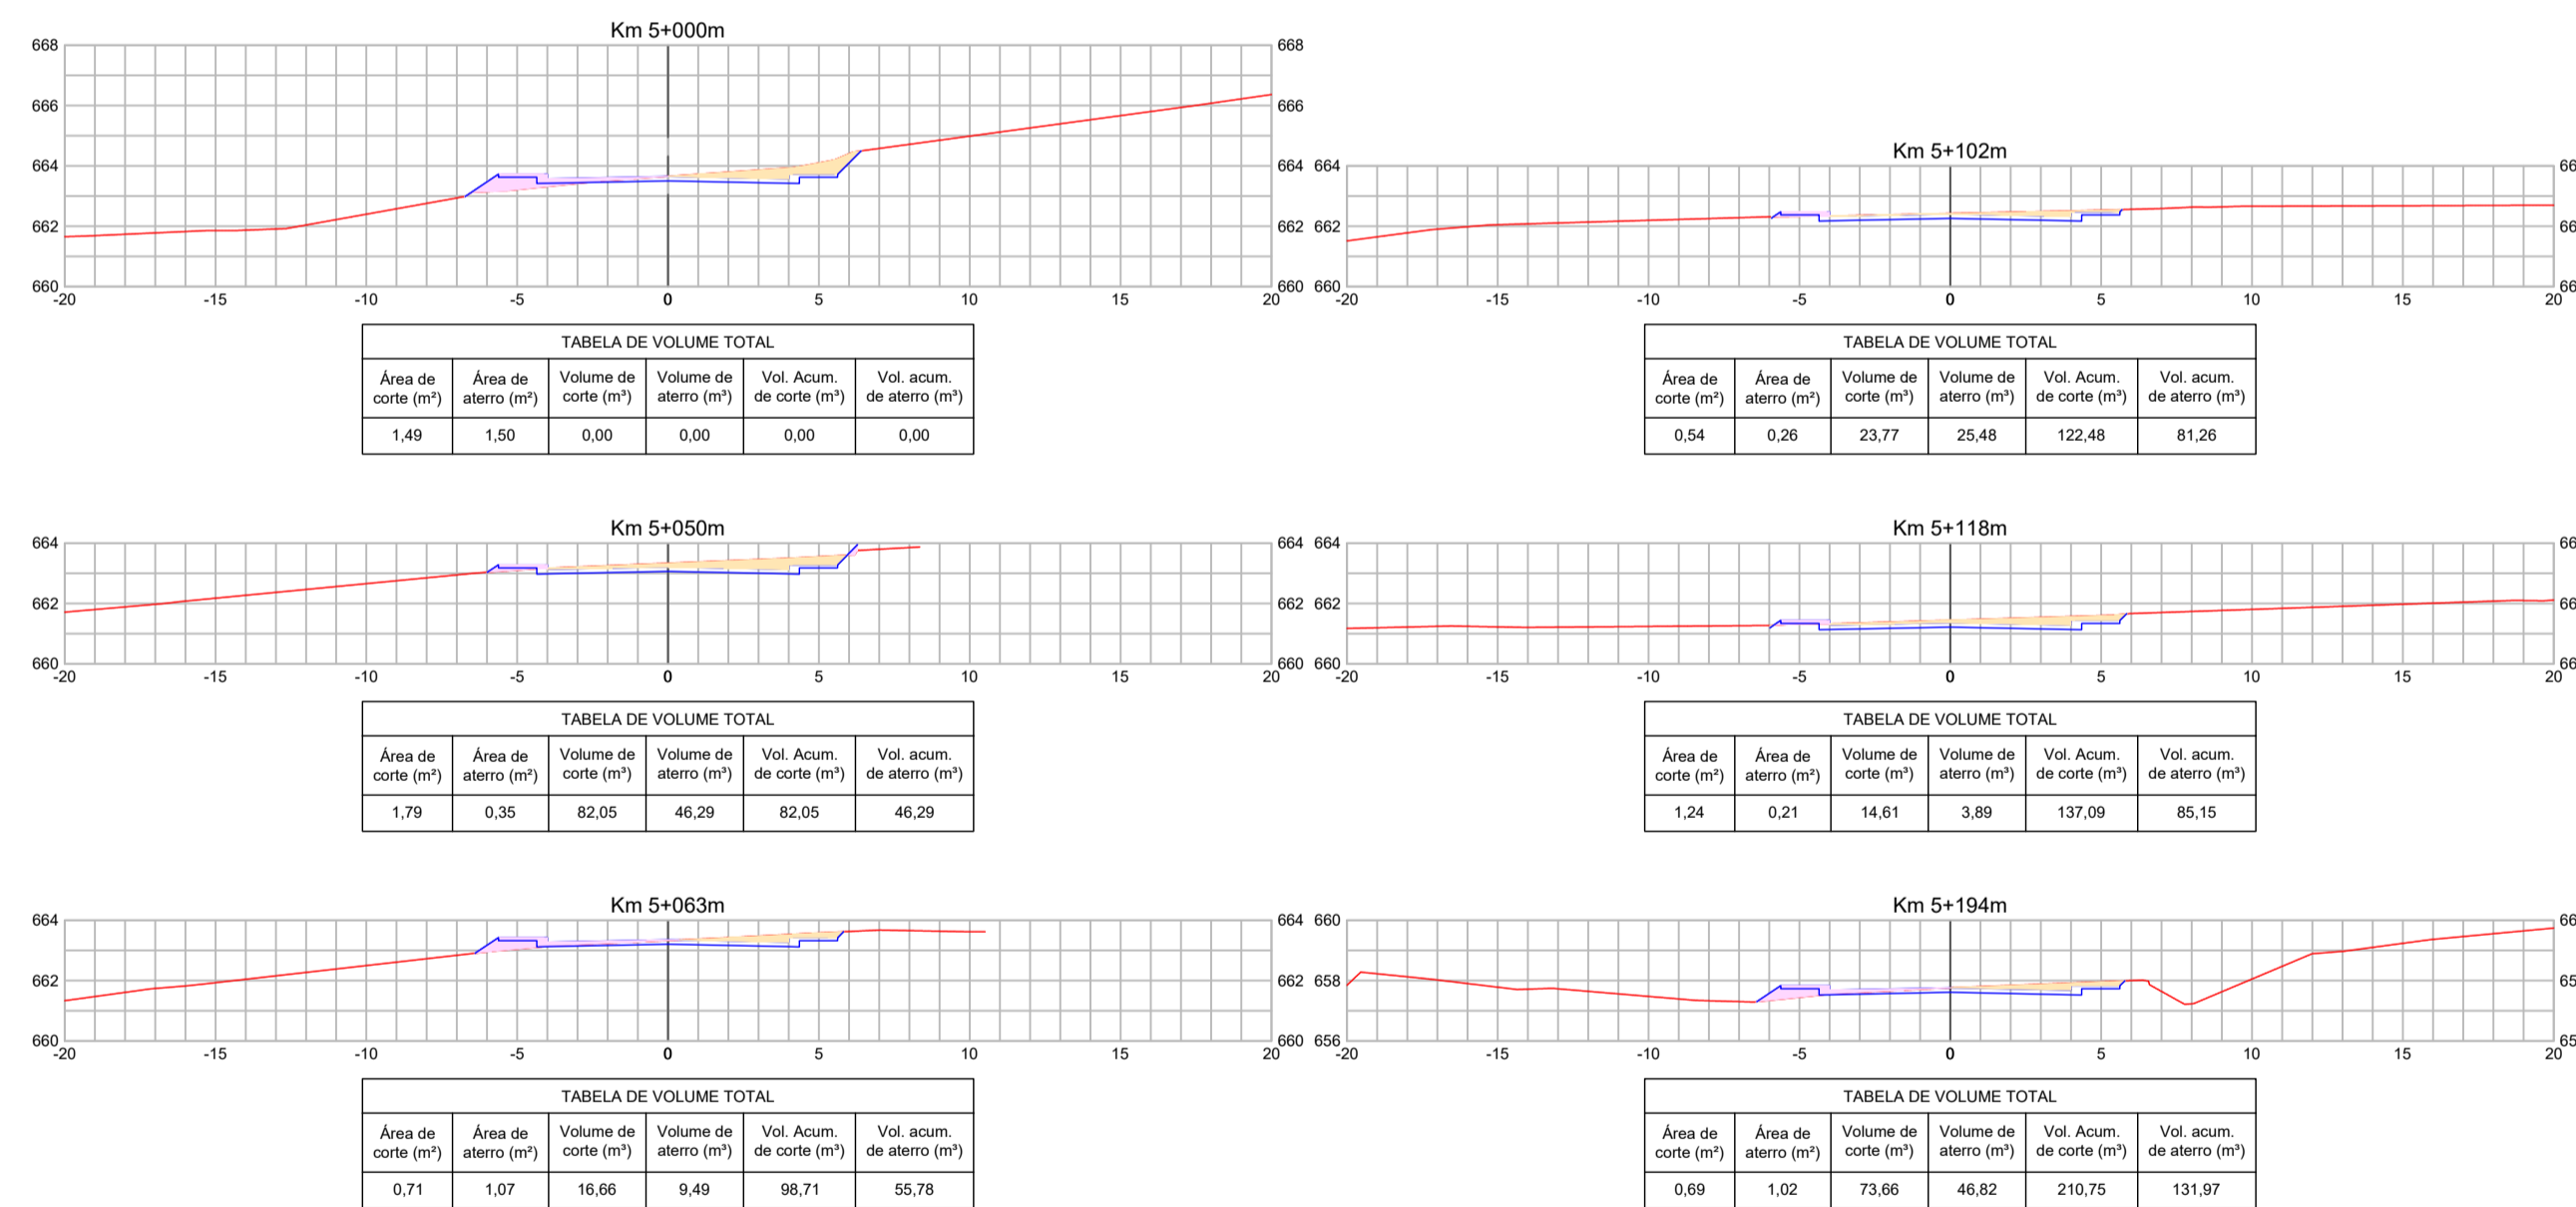 Km 5+000m
668 668
666 666
664 664
662 662
660 660
-20 -15 -10 -5 0 5 10 15 20
TABELA DE VOLUME TOTAL
Área de corte (m²) Área de aterro (m²) Volume de corte (m³) Volume de aterro (m³) Vol. Acum. de corte (m³) Vol. acum. de aterro (m³)
1,49 1,50 0,00 0,00 0,00 0,00
Km 5+050m
664 664
662 662
660 660
-20 -15 -10 -5 0 5 10 15 20
TABELA DE VOLUME TOTAL
Área de corte (m²) Área de aterro (m²) Volume de corte (m³) Volume de aterro (m³) Vol. Acum. de corte (m³) Vol. acum. de aterro (m³)
1,79 0,35 82,05 46,29 82,05 46,29
Km 5+063m
664 664
662 662
660 660
-20 -15 -10 -5 0 5 10 15 20
TABELA DE VOLUME TOTAL
Área de corte (m²) Área de aterro (m²) Volume de corte (m³) Volume de aterro (m³) Vol. Acum. de corte (m³) Vol. acum. de aterro (m³)
0,71 1,07 16,66 9,49 98,71 55,78
Km 5+102m
664
662
660
-20 -15 -10 -5 0 5 10 15 20
TABELA DE VOLUME TOTAL
Área de corte (m²) Área de aterro (m²) Volume de corte (m³) Volume de aterro (m³) Vol. Acum. de corte (m³) Vol. acum. de aterro (m³)
0,54 0,26 23,77 25,48 122,48 81,26
Km 5+118m
664
662
660
-20 -15 -10 -5 0 5 10 15 20
TABELA DE VOLUME TOTAL
Área de corte (m²) Área de aterro (m²) Volume de corte (m³) Volume de aterro (m³) Vol. Acum. de corte (m³) Vol. acum. de aterro (m³)
1,24 0,21 14,61 3,89 137,09 85,15
Km 5+194m
660
658
656
-20 -15 -10 -5 0 5 10 15 20
TABELA DE VOLUME TOTAL
Área de corte (m²) Área de aterro (m²) Volume de corte (m³) Volume de aterro (m³) Vol. Acum. de corte (m³) Vol. acum. de aterro (m³)
0,69 1,02 73,66 46,82 210,75 131,97